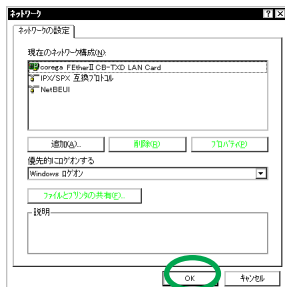 ネットワーク
ネットワークの設定
現在のネットワーク構成(N):
corega FEtherII CB-TXD LAN Card
IPX/SPX 互換プロトコル
NetBEUI
追加(A)...
削除(E)
プロパティ(P)
優先的にログオンする
Windows ログオン
ファイルとプリンタの共有(F)
説明
OK
キャンセル